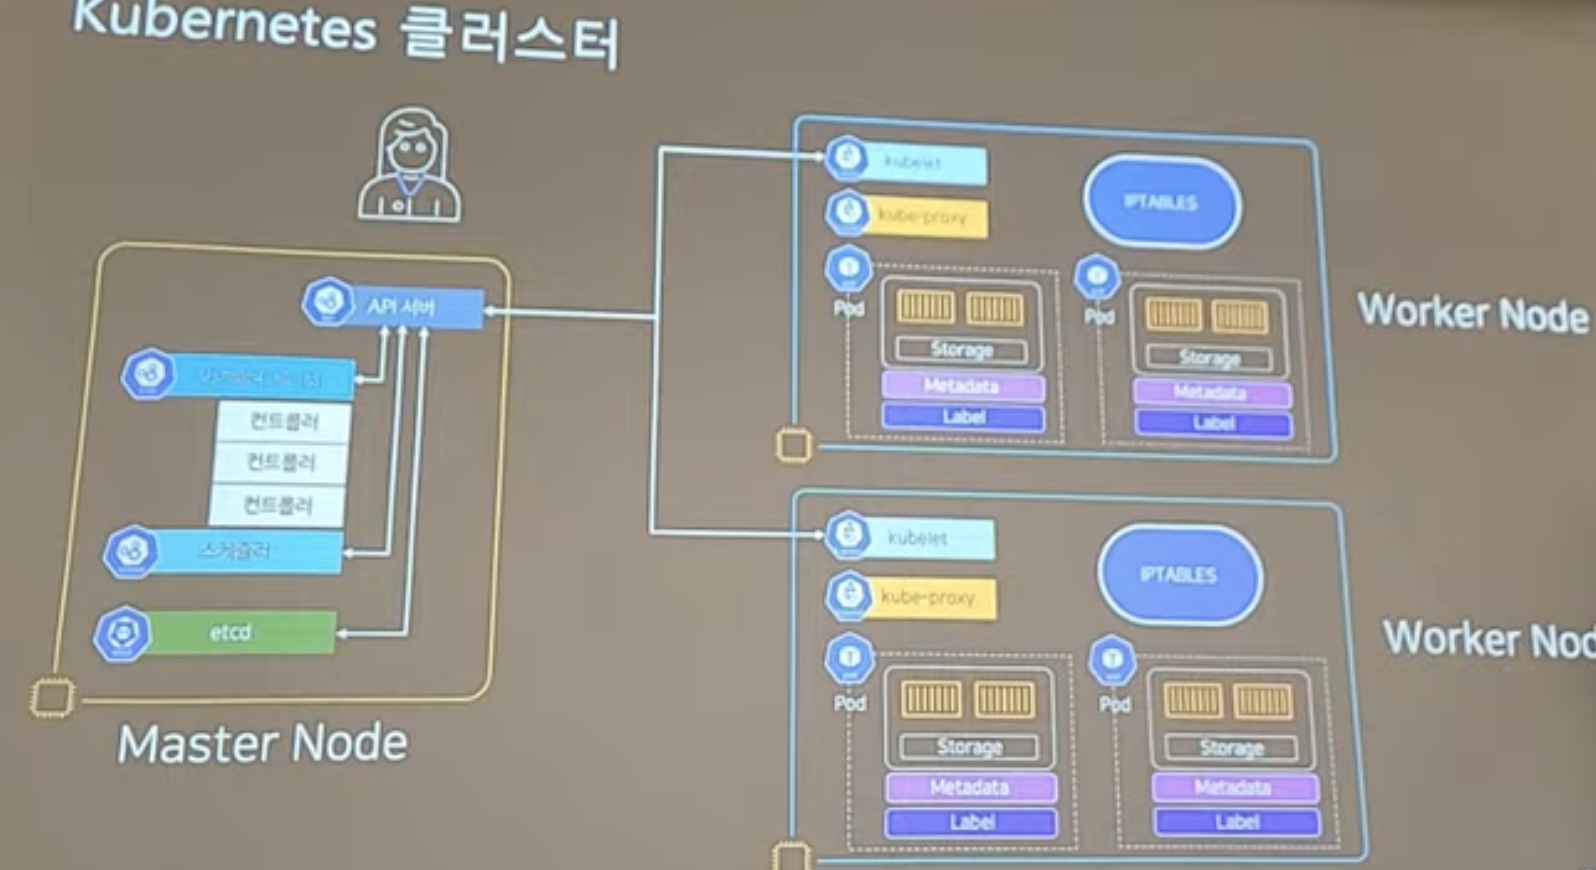 Kubernetes 클러스터
API 서버
컨트롤러
컨트롤러
컨트롤러
스케줄러
etcd
Master Node
kubelet
kube-proxy
IPTABLES
Pod
Storage
Metadata
Label
Pod
Storage
Metadata
Label
Worker Node
kubelet
kube-proxy
IPTABLES
Pod
Storage
Metadata
Label
Pod
Storage
Metadata
Label
Worker Nod